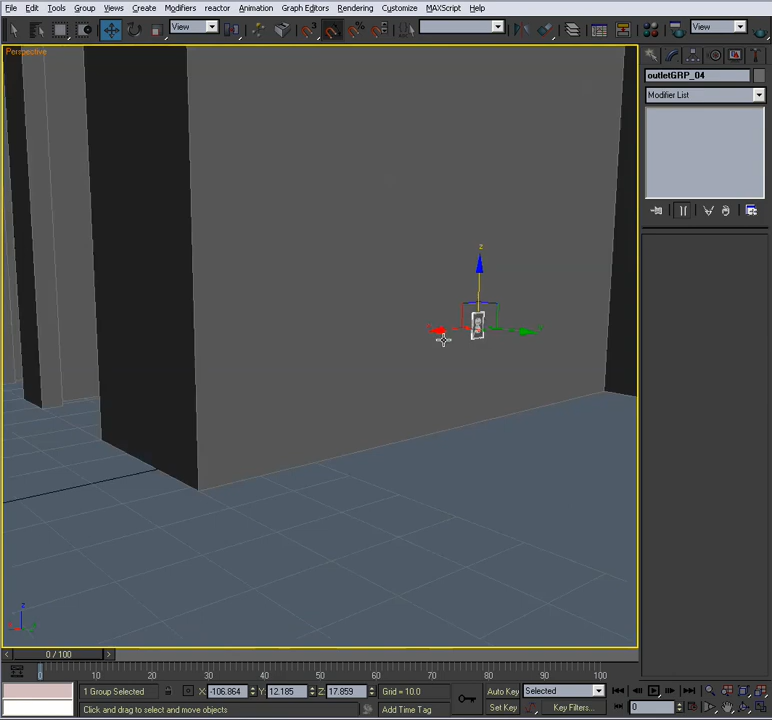 File Edit Tools Group Views Create Modifiers reactor Animation Graph Editors Rendering Customize MAXScript Help
View
View
Perspective
outletGRP_04
Modifier List
z
x
y
z
0 / 100
0 10 20 30 40 50 60 70 80 90 100
1 Group Selected X: -106.864 Y: 12.185 Z: 17.859 Grid = 10.0 Auto Key Selected
Click and drag to select and move objects Add Time Tag Set Key Key Filters... 0